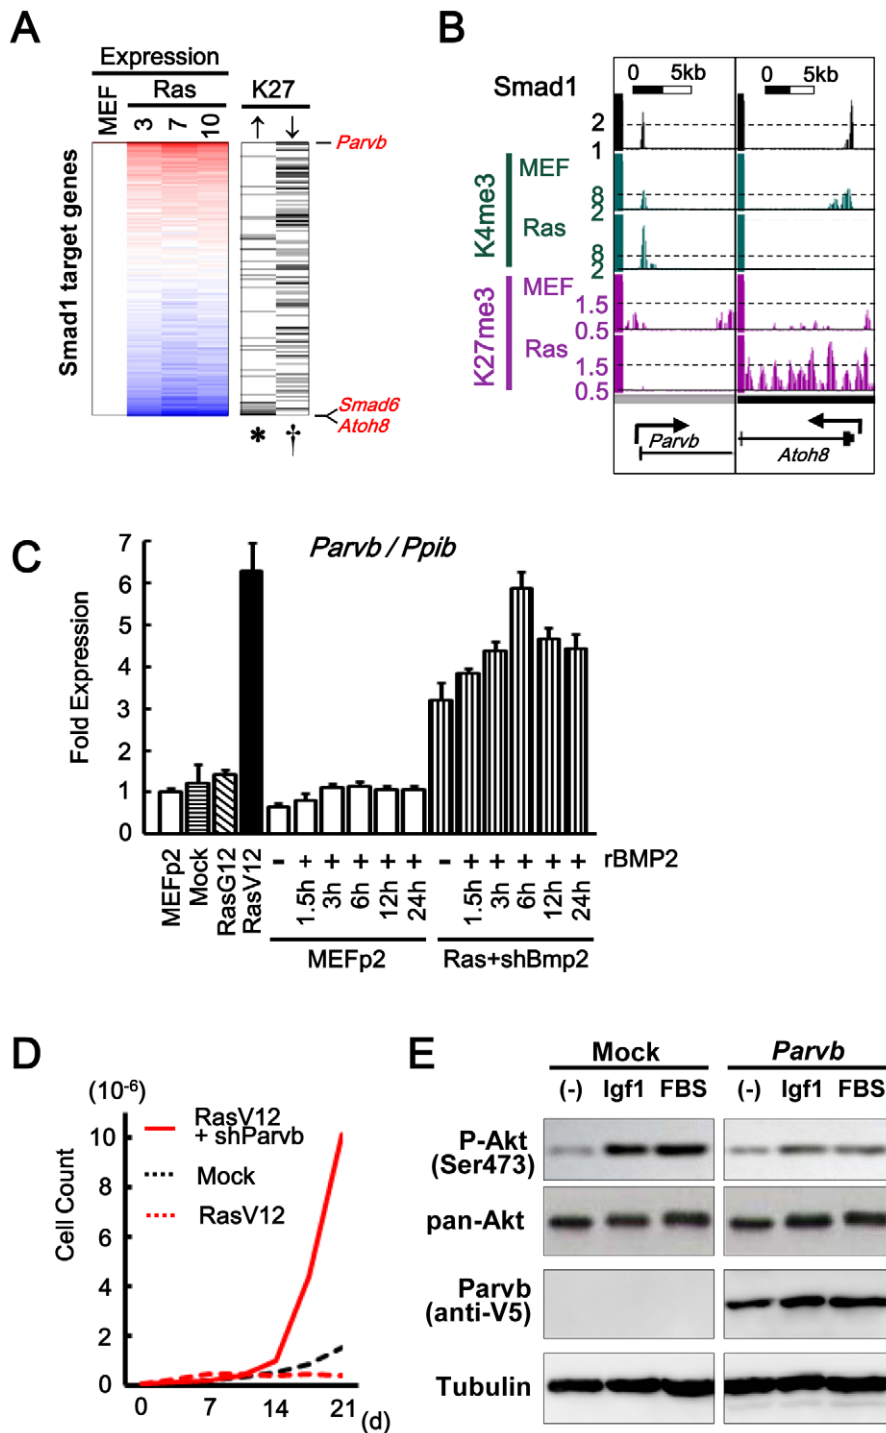 A
Expression
MEF
Ras
3 7 10
K27
↑ ↓
Smad1 target genes
Parvb
Smad6
Atoh8
* †
B
Smad1
0 5kb
0 5kb
2
1
K4me3
MEF
8
2
Ras
2
8
2
K27me3
MEF
1.5
0.5
Ras
1.5
0.5
Parvb
Atoh8
C
Parvb / Ppib
Fold Expression
7
6
5
4
3
2
1
0
MEFp2
Mock
RasG12
RasV12
- + + + + + - + + + + + rBMP2
1.5h 3h 6h 12h 24h 1.5h 3h 6h 12h 24h
MEFp2 Ras+shBmp2
D
(10-6)
Cell Count
10
8
6
4
2
0
RasV12
+ shParvb
Mock
RasV12
0 7 14 21 (d)
E
Mock Parvb
(-) Igf1 FBS (-) Igf1 FBS
P-Akt
(Ser473)
pan-Akt
Parvb
(anti-V5)
Tubulin